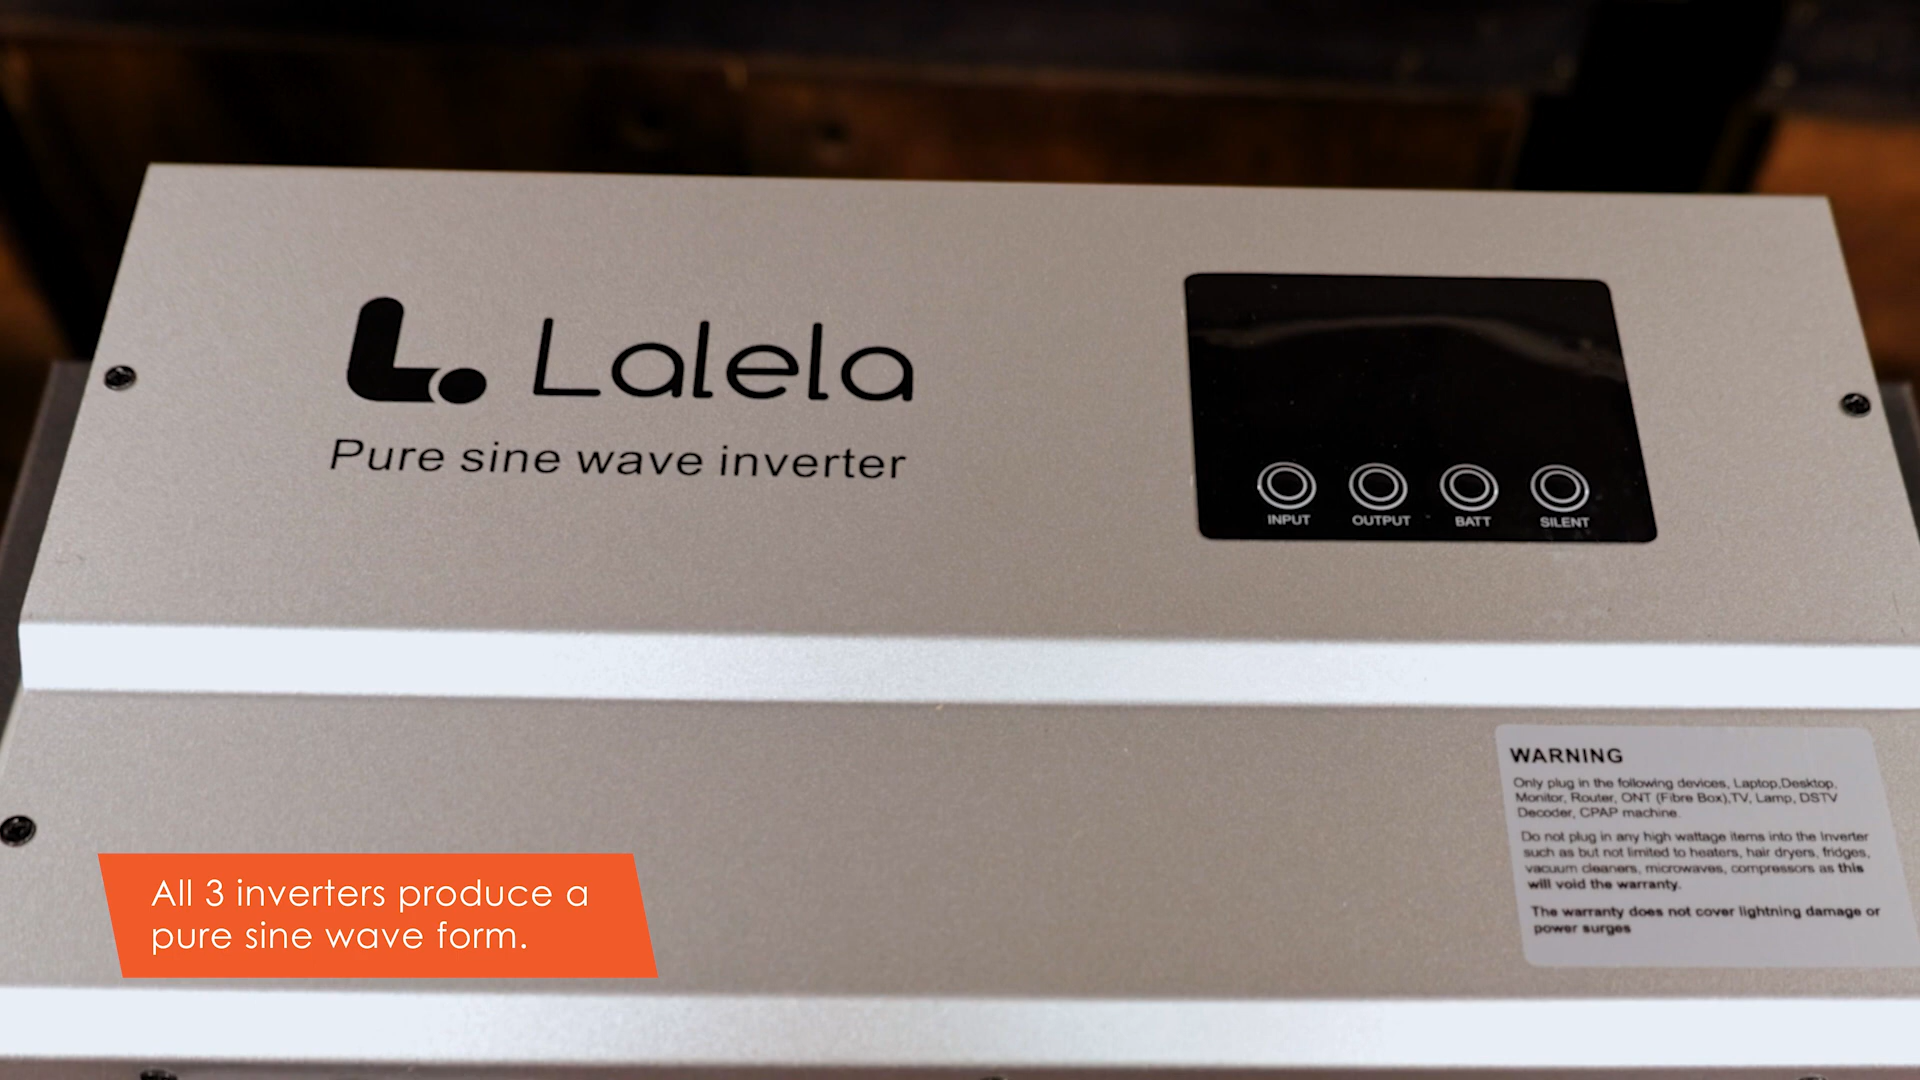 L. Lalela
Pure sine wave inverter
INPUT OUTPUT BATT SILENT
WARNING
Only plug in the following devices, Laptop,Desktop,
Monitor, Router, ONT (Fibre Box),TV, Lamp, DSTV
Decoder, CPAP machine.
Do not plug in any high wattage items into the Inverter
such as but not limited to heaters, hair dryers, fridges,
vacuum cleaners, microwaves, compressors as this
will void the warranty.
The warranty does not cover lightning damage or
power surges
All 3 inverters produce a
pure sine wave form.